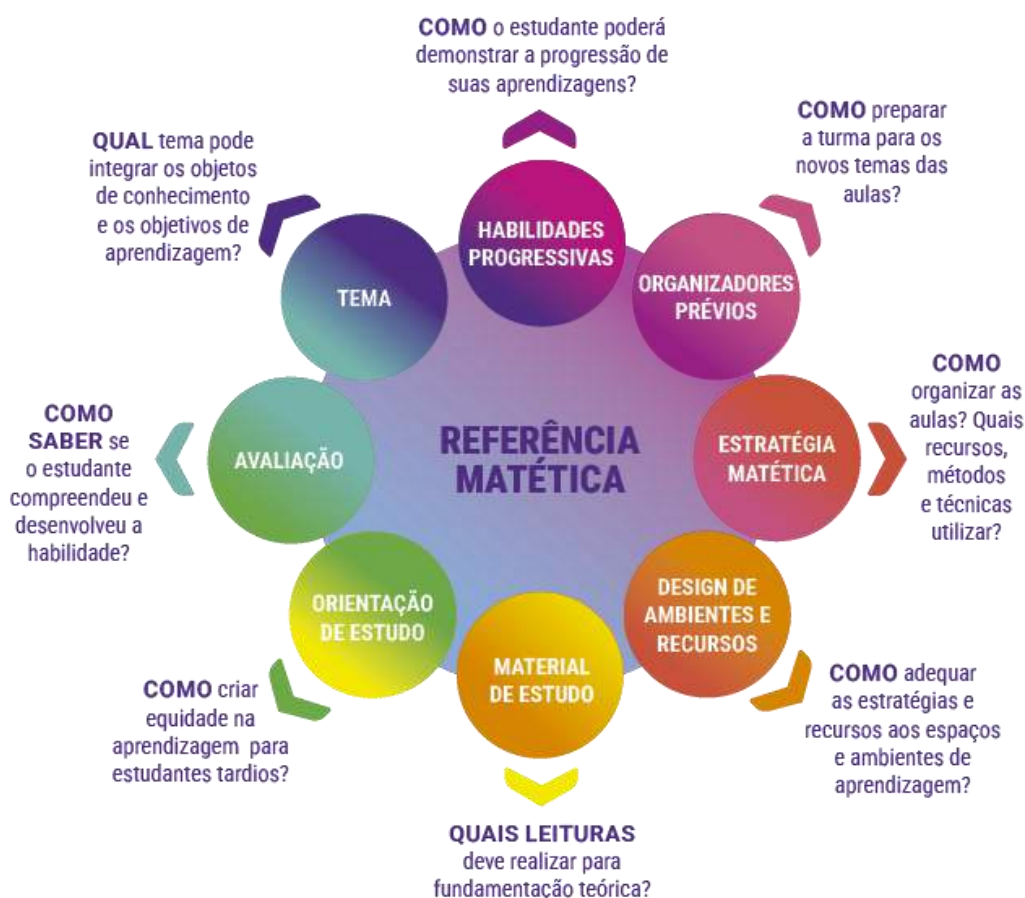 COMO o estudante poderá
demonstrar a progressão de
suas aprendizagens?
COMO preparar
a turma para os
novos temas das
aulas?
QUAL tema pode
integrar os objetos
de conhecimento
e os objetivos de
aprendizagem?
HABILIDADES
PROGRESSIVAS
ORGANIZADORES
PRÉVIOS
TEMA
COMO
organizar as
aulas? Quais
recursos,
métodos
e técnicas
utilizar?
COMO
SABER se
o estudante
compreendeu e
desenvolveu a
habilidade?
AVALIAÇÃO
REFERÊNCIA
MATÉTICA
ESTRATÉGIA
MATÉTICA
ORIENTAÇÃO
DE ESTUDO
DESIGN DE
AMBIENTES E
RECURSOS
MATERIAL
DE ESTUDO
COMO criar
equidade na
aprendizagem para
estudantes tardios?
COMO adequar
as estratégias e
recursos aos espaços
e ambientes de
aprendizagem?
QUAIS LEITURAS
deve realizar para
fundamentação teórica?